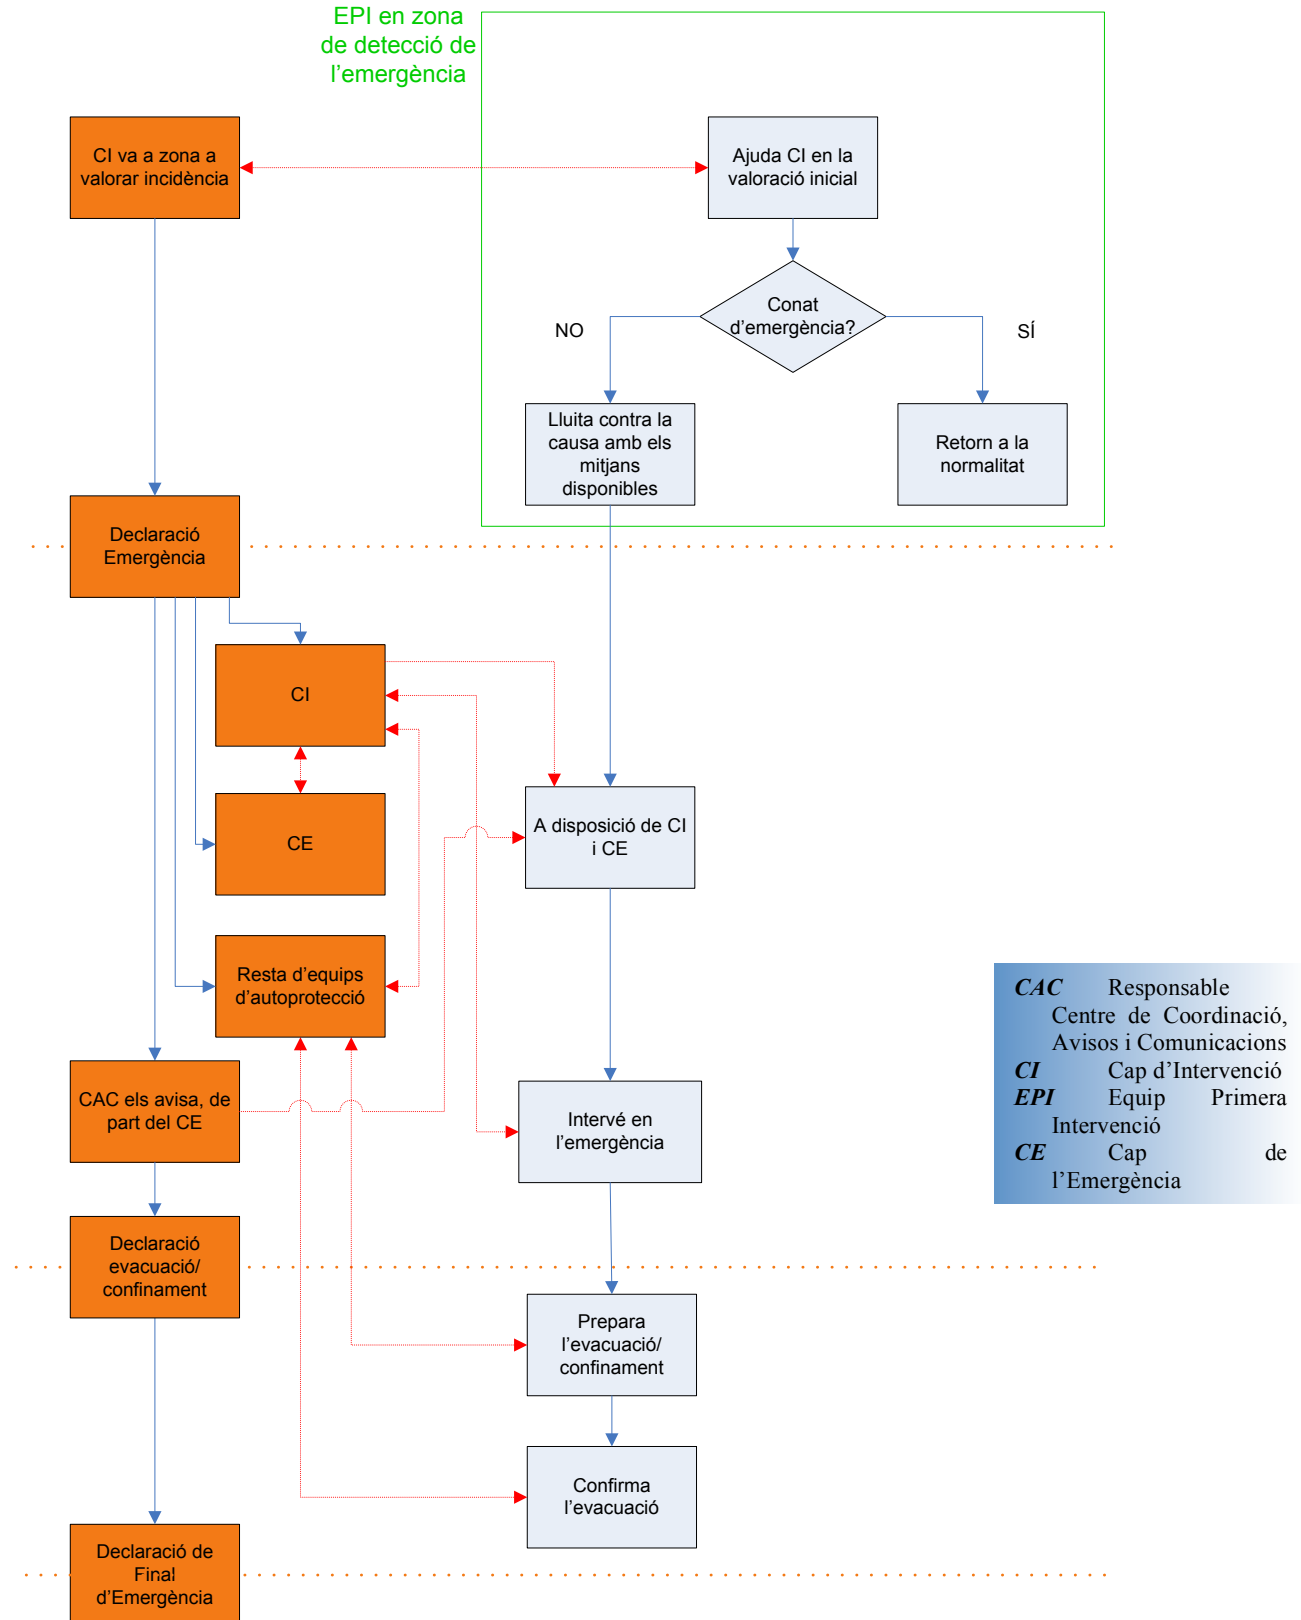 EPI en zona
de detecció de
l’emergència
CI va a zona a
valorar incidència
Ajuda CI en la
valoració inicial
Conat
d’emergència?
NO
SÍ
Lluita contra la
causa amb els
mitjans
disponibles
Retorn a la
normalitat
Declaració
Emergència
CI
CE
A disposició de CI
i CE
Resta d’equips
d’autoprotecció
CAC els avisa, de
part del CE
Intervé en
l’emergència
CAC Responsable
Centre de Coordinació,
Avisos i Comunicacions
CI Cap d’Intervenció
EPI Equip Primera
Intervenció
CE Cap de
l’Emergència
Declaració
evacuació/
confinament
Prepara
l’evacuació/
confinament
Confirma
l’evacuació
Declaració de
Final
d’Emergència